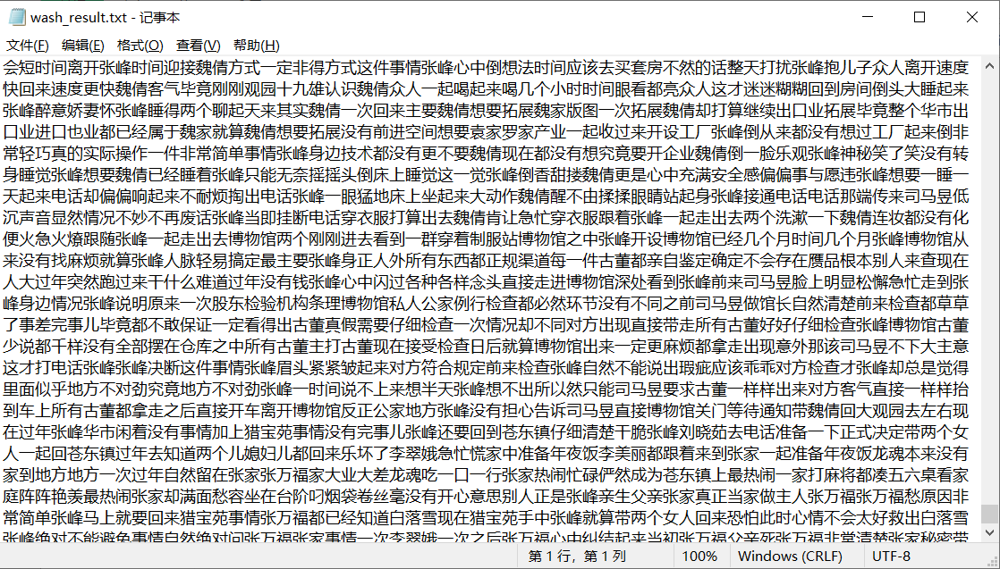 wash_result.txt - 记事本
文件(F) 编辑(E) 格式(O) 查看(V) 帮助(H)
会短时间离开张峰时间迎接魏倩方式一定非得方式这件事情张峰心中倒想法时间应该去买套房不然的话整天打扰张峰抱儿子众人离开速度
快回来速度更快魏倩客气毕竟刚刚观园十九雄认识魏倩众人一起喝起来喝几个小时时间眼看都亮众人这才迷迷糊糊回到房间倒头大睡起来
张峰醉意娇妻怀张峰睡得两个聊起天来其实魏倩一次回来主要魏倩想要拓展魏家版图一次拓展魏倩却打算继续出口业拓展毕竟整个华市出
口业进口也业都已经属于魏家就算魏倩想要拓展没有前进空间想要袁家罗家产业一起收过来开设工厂张峰倒从来都没有想过工厂起来倒非
常轻巧真的实际操作一件非常简单事情张峰身边技术都没有更不要魏倩现在都没有想究竟要开企业魏倩倒一脸乐观张峰神秘笑了笑没有转
身睡觉张峰想要魏倩已经睡着张峰只能无奈摇摇头倒床上睡觉这一觉张峰倒香甜搂魏倩更是心中充满安全感偏偏事与愿违张峰想要一睡一
天起来电话却偏偏响起来不耐烦掏出电话张峰一眼猛地床上坐起来大动作魏倩醒不由揉揉眼睛站起身张峰接通电话电话那端传来司马昱低
沉声音显然情况不妙不再废话张峰当即挂断电话穿衣服打算出去魏倩肯让急忙穿衣服跟着张峰一起走出去两个洗漱一下魏倩连妆都没有化
便火急火燎跟随张峰一起走出去博物馆两个刚刚进去看到一群穿着制服站博物馆之中张峰开设博物馆已经几个月时间几个月张峰博物馆从
来没有找麻烦就算张峰人脉轻易搞定最主要张峰身正人外所有东西都正规渠道每一件古董都亲自鉴定确定不会存在赝品根本别人来查现在
人大过年突然跑过来干什么难道过年没有钱张峰心中闪过各种各样念头直接走进博物馆深处看到张峰前来司马昱脸上明显松懈急忙走到张
峰身边情况张峰说明原来一次股东检验机构条理博物馆私人公家例行检查都必然环节没有不同之前司马昱做馆长自然清楚前来检查都草草
了事差完事儿毕竟都不敢保证一定看得出古董真假需要仔细检查一次情况却不同对方出现直接带走所有古董好好仔细检查张峰博物馆古董
少说都千样没有全部摆在仓库之中所有古董主打古董现在接受检查日后就算博物馆出来一定更麻烦都拿走出现意外那该司马昱不下大主意
这才打电话张峰张峰决断这件事情张峰眉头紧紧皱起来对方符合规定前来检查张峰自然不能说出瑕疵应该乖乖对方检查才张峰却总是觉得
里面似乎地方不对劲究竟地方不对劲张峰一时间说不上来想半天张峰想不出所以然只能司马昱要求古董一样样出来对方客气直接一样样抬
到车上所有古董都拿走之后直接开车离开博物馆反正公家地方张峰没有担心告诉司马昱直接博物馆关门等待通知带魏倩回大观园去左右现
在过年张峰华市闲着没有事情加上猎宝苑事情没有完事儿张峰还要回到苍东镇仔细清楚干脆张峰刘晓茹去电话准备一下正式决定带两个女
人一起回苍东镇过年去知道两个儿媳妇儿都回来乐坏了李翠娥急忙慌家中准备年夜饭李美丽都跟着来到张家一起准备年夜饭龙魂本来没有
家到地方地方一次过年自然留在张家张万福家大业大差龙魂吃一口一行张家热闹忙碌俨然成为苍东镇上最热闹一家打麻将都凑五六桌看家
庭阵阵艳羡最热闹张家却满面愁容坐在台阶叼烟袋卷丝毫没有开心意思别人正是张峰亲生父亲张家真正当家做主人张万福张万福愁原因非
常简单张峰马上就要回来猎宝苑事情张万福都已经知道白落雪现在猎宝苑手中张峰就算带两个女人回来恐怕此时心情不会太好救出白落雪
张峰绝对不能避免事情自然绝对问张万福张家事情一次李翠娥一次之后张万福心中纠结起来当初张万福父亲死张万福非常清楚张家秘密带
第 1 行，第 1 列 100% Windows (CRLF) UTF-8